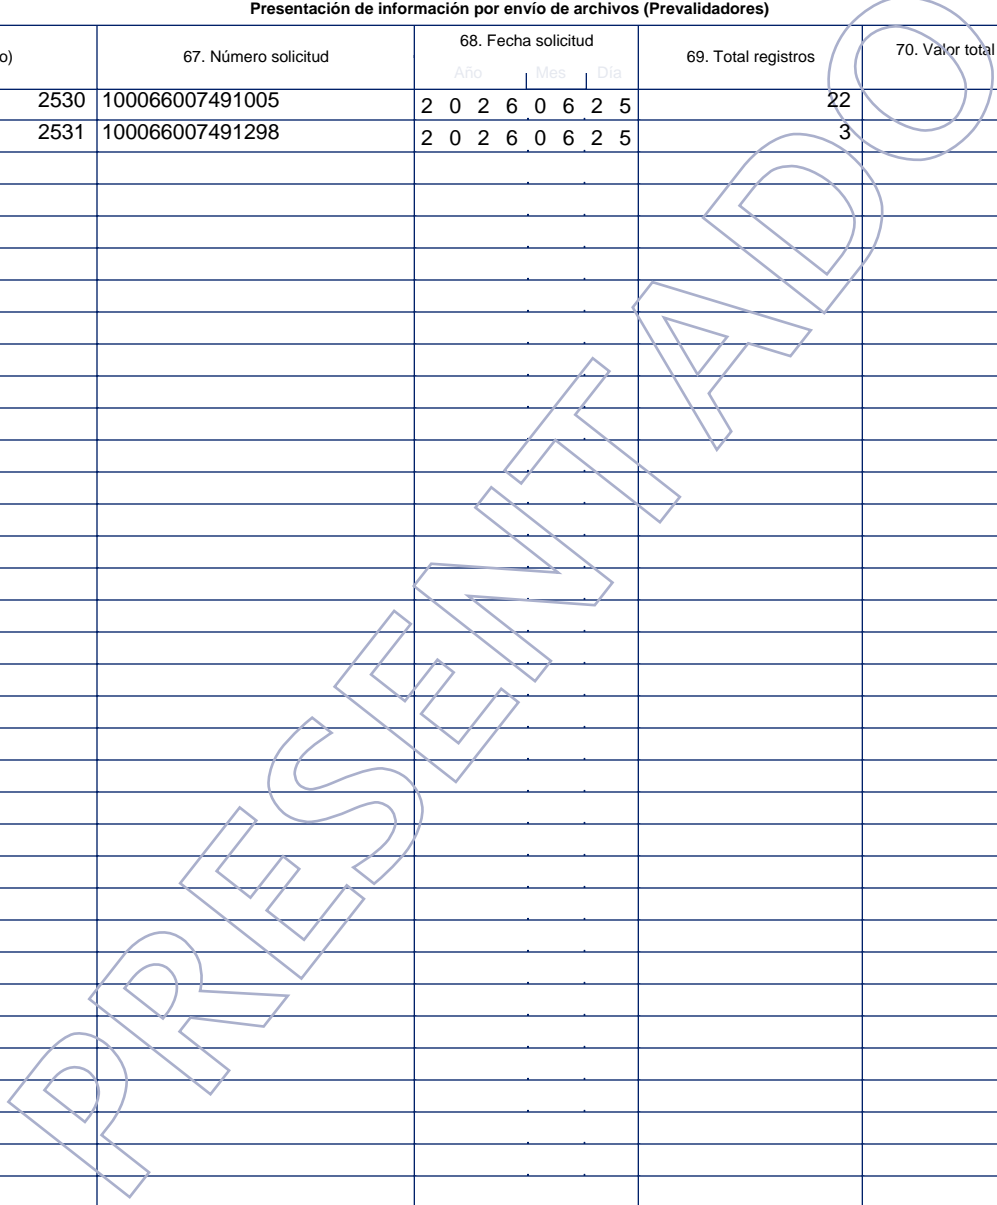 Presentación de información por envío de archivos (Prevalidadores)
o) 67. Número solicitud 68. Fecha solicitud 69. Total registros 70. Valor total
Año Mes Día
2530 100066007491005 2 0 2 6 0 6 2 5 22
2531 100066007491298 2 0 2 6 0 6 2 5 3
PRESENTADO